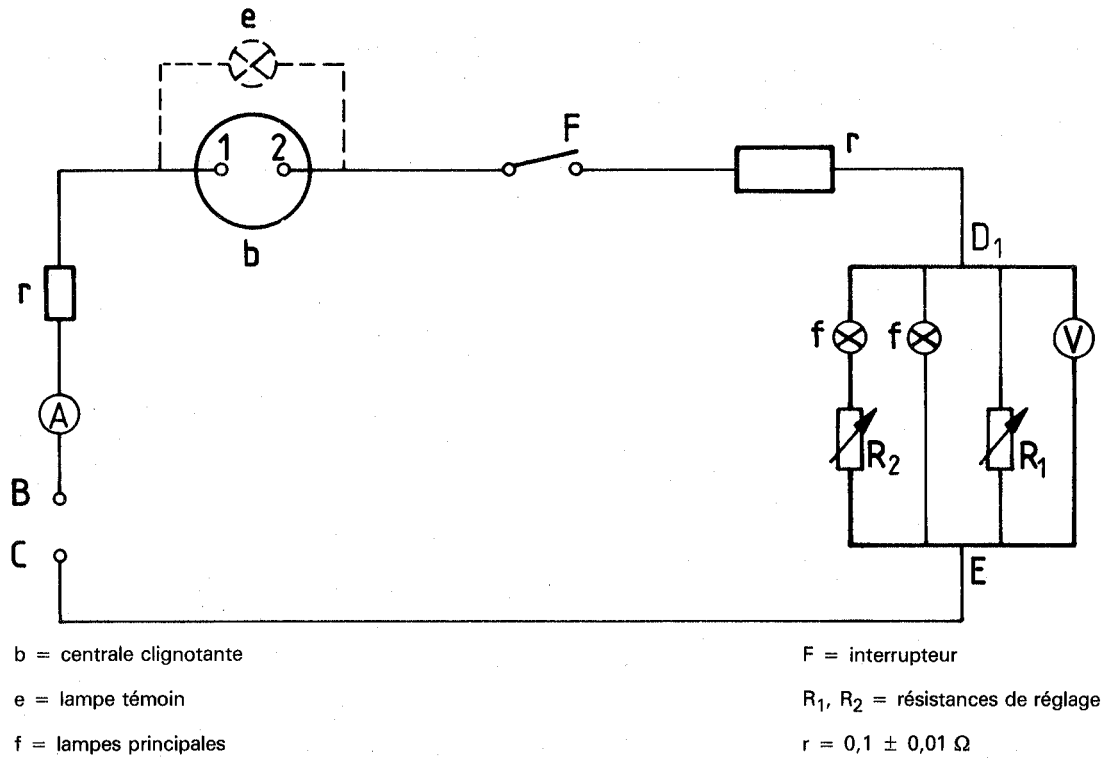 e
1 2
F
r
b
D₁
r
f f V
A
R₂ R₁
B
C
E
b = centrale clignotante
F = interrupteur
e = lampe témoin
R₁, R₂ = résistances de réglage
f = lampes principales
r = 0,1 ± 0,01 Ω